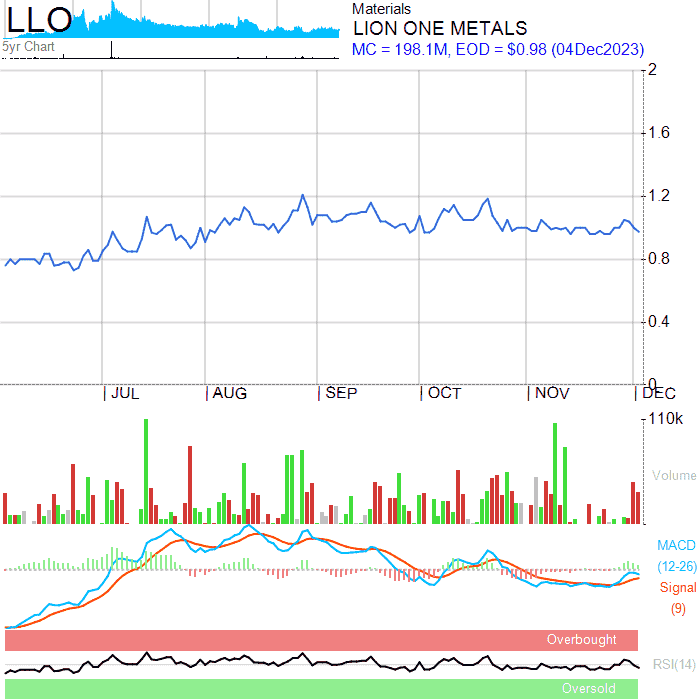 LLO
5yr Chart
Materials
LION ONE METALS
MC = 198.1M, EOD = $0.98 (04Dec2023)
2
1.6
1.2
0.8
0.4
0
JUL AUG SEP OCT NOV DEC
110k
Volume
MACD
(12-26)
Signal
(9)
Overbought
RSI(14)
Oversold